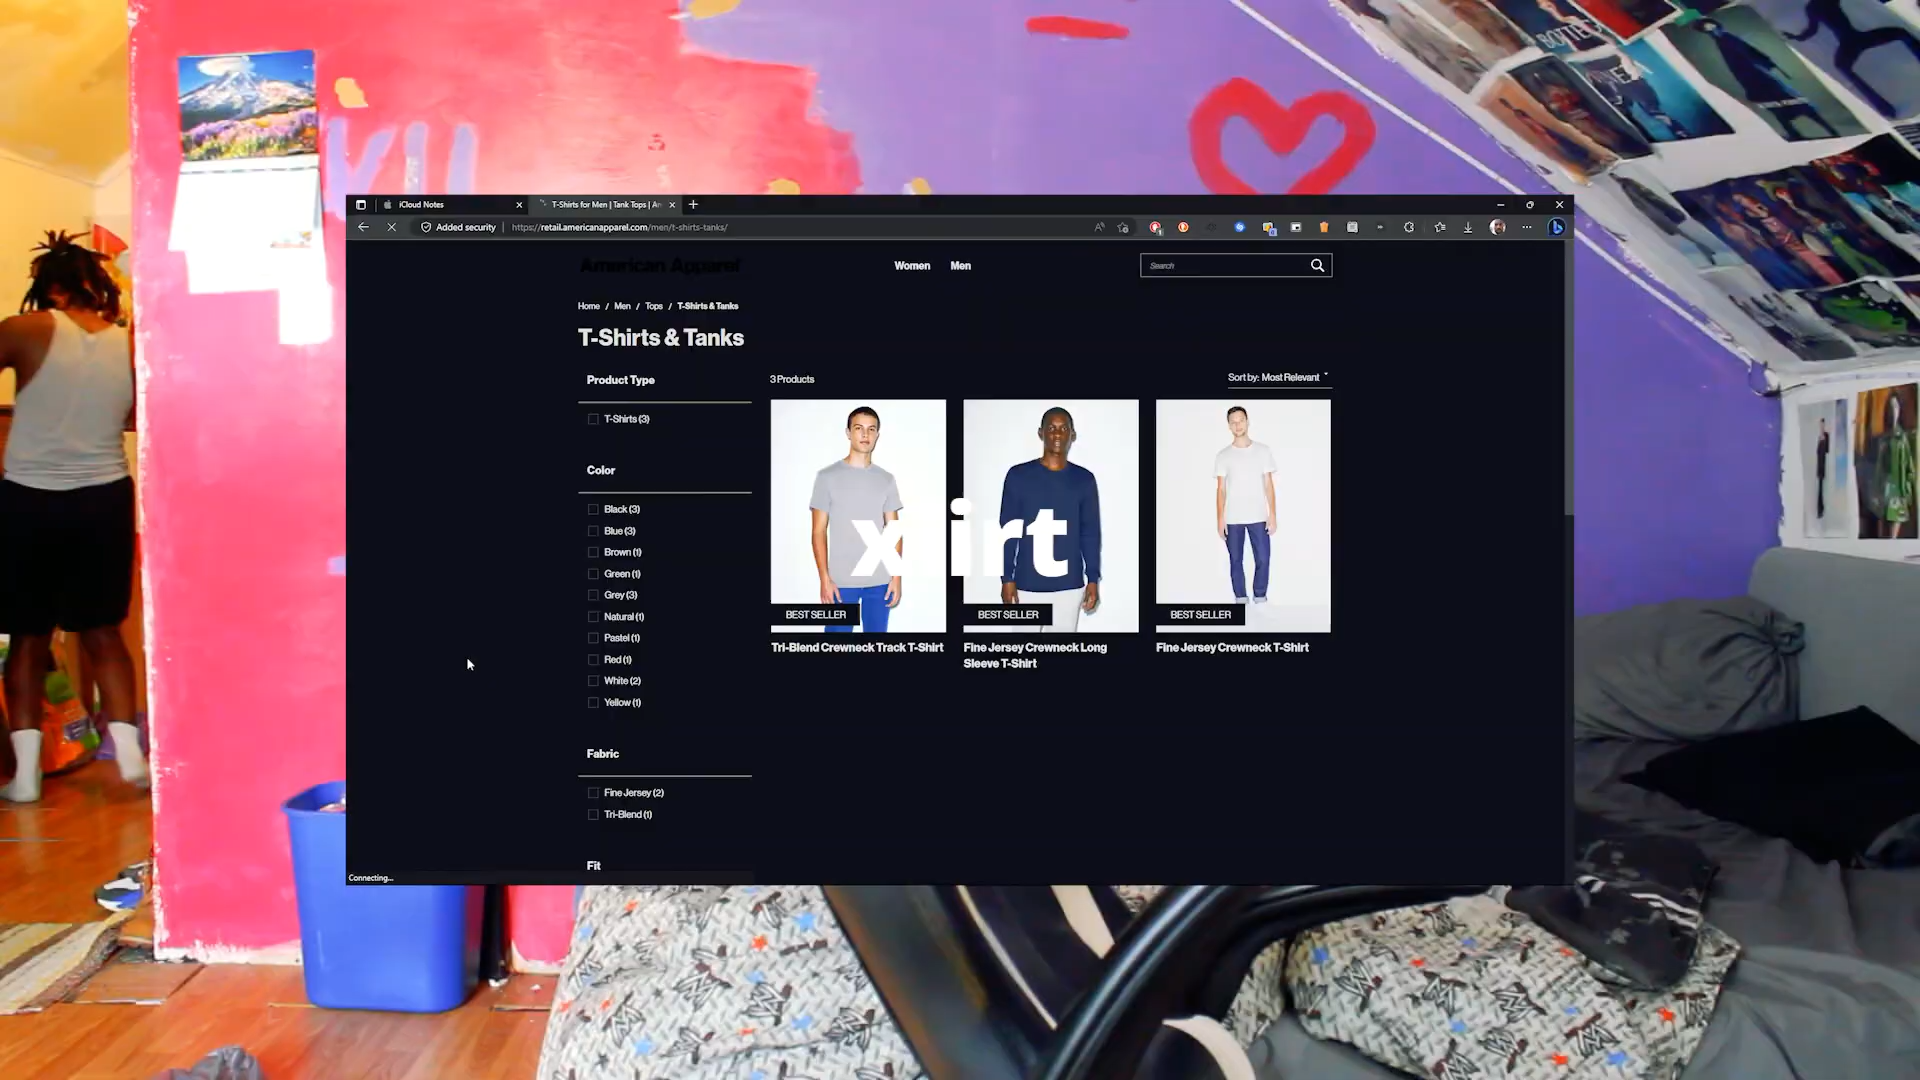 iCloud Notes
T-Shirts for Men | Tank Tops | Am
Added security
https://retail.americanapparel.com/men/t-shirts-tanks/
American Apparel
Women
Men
Search
Home / Men / Tops / T-Shirts & Tanks
T-Shirts & Tanks
Product Type
T-Shirts (3)
Color
Black (3)
Blue (3)
Brown (1)
Green (1)
Grey (3)
Natural (1)
Pastel (1)
Red (1)
White (2)
Yellow (1)
Fabric
Fine Jersey (2)
Tri-Blend (1)
Fit
3 Products
Sort by: Most Relevant
BEST SELLER
BEST SELLER
BEST SELLER
Tri-Blend Crewneck Track T-Shirt
Fine Jersey Crewneck Long
Sleeve T-Shirt
Fine Jersey Crewneck T-Shirt
Connecting...